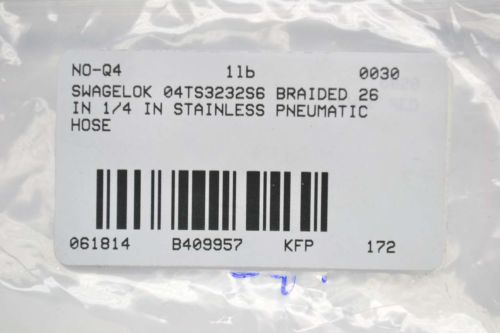 NO-Q4 1lb 0030
SWAGELOK 04TS3232S6 BRAIDED 26
IN 1/4 IN STAINLESS PNEUMATIC
HOSE
061814 B409957 KFP 172